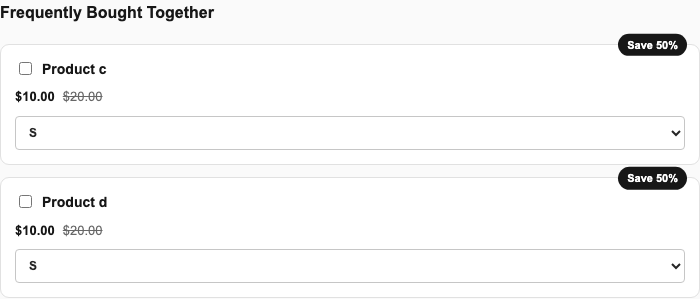 Frequently Bought Together
Save 50%
Product c
$10.00 $20.00
S
Save 50%
Product d
$10.00 $20.00
S